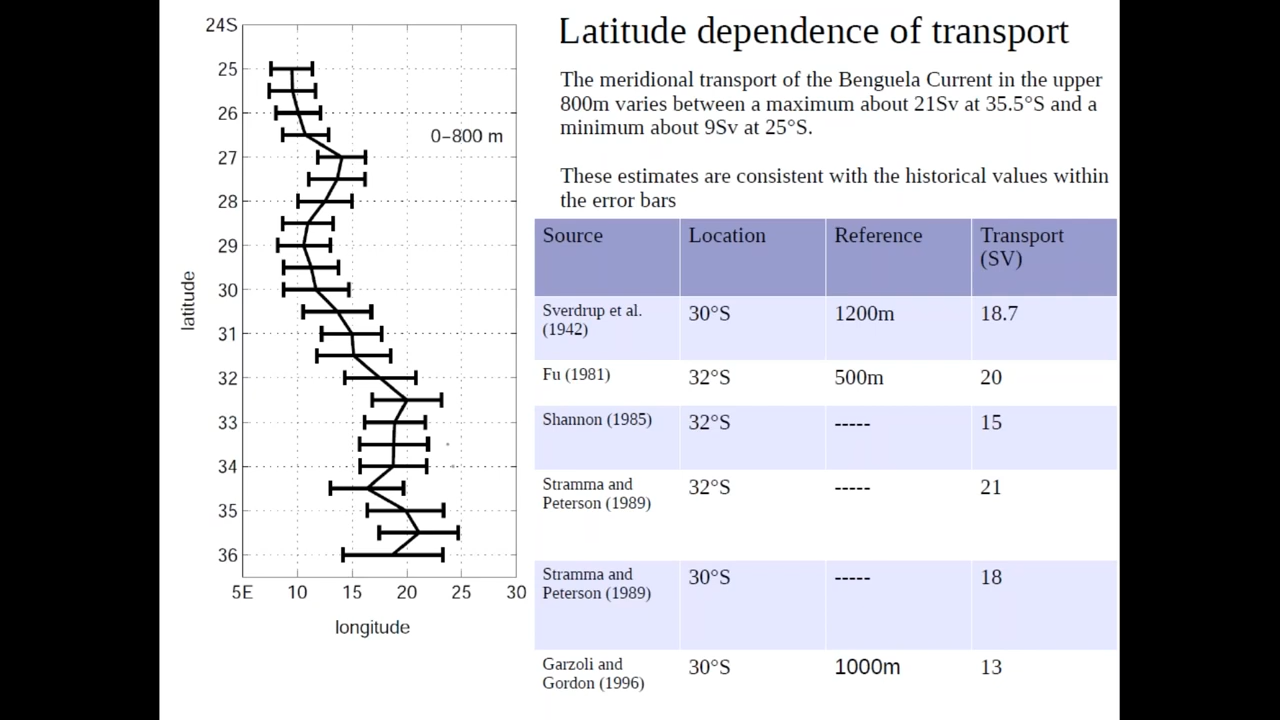 Latitude dependence of transport
The meridional transport of the Benguela Current in the upper
800m varies between a maximum about 21Sv at 35.5°S and a
minimum about 9Sv at 25°S.
These estimates are consistent with the historical values within
the error bars
24S
25
26
27
28
29
30
31
32
33
34
35
36
latitude
0–800 m
5E 10 15 20 25 30
longitude
Source Location Reference Transport
(SV)
Sverdrup et al.
(1942) 30°S 1200m 18.7
Fu (1981) 32°S 500m 20
Shannon (1985) 32°S ----- 15
Stramma and
Peterson (1989) 32°S ----- 21
Stramma and
Peterson (1989) 30°S ----- 18
Garzoli and
Gordon (1996) 30°S 1000m 13